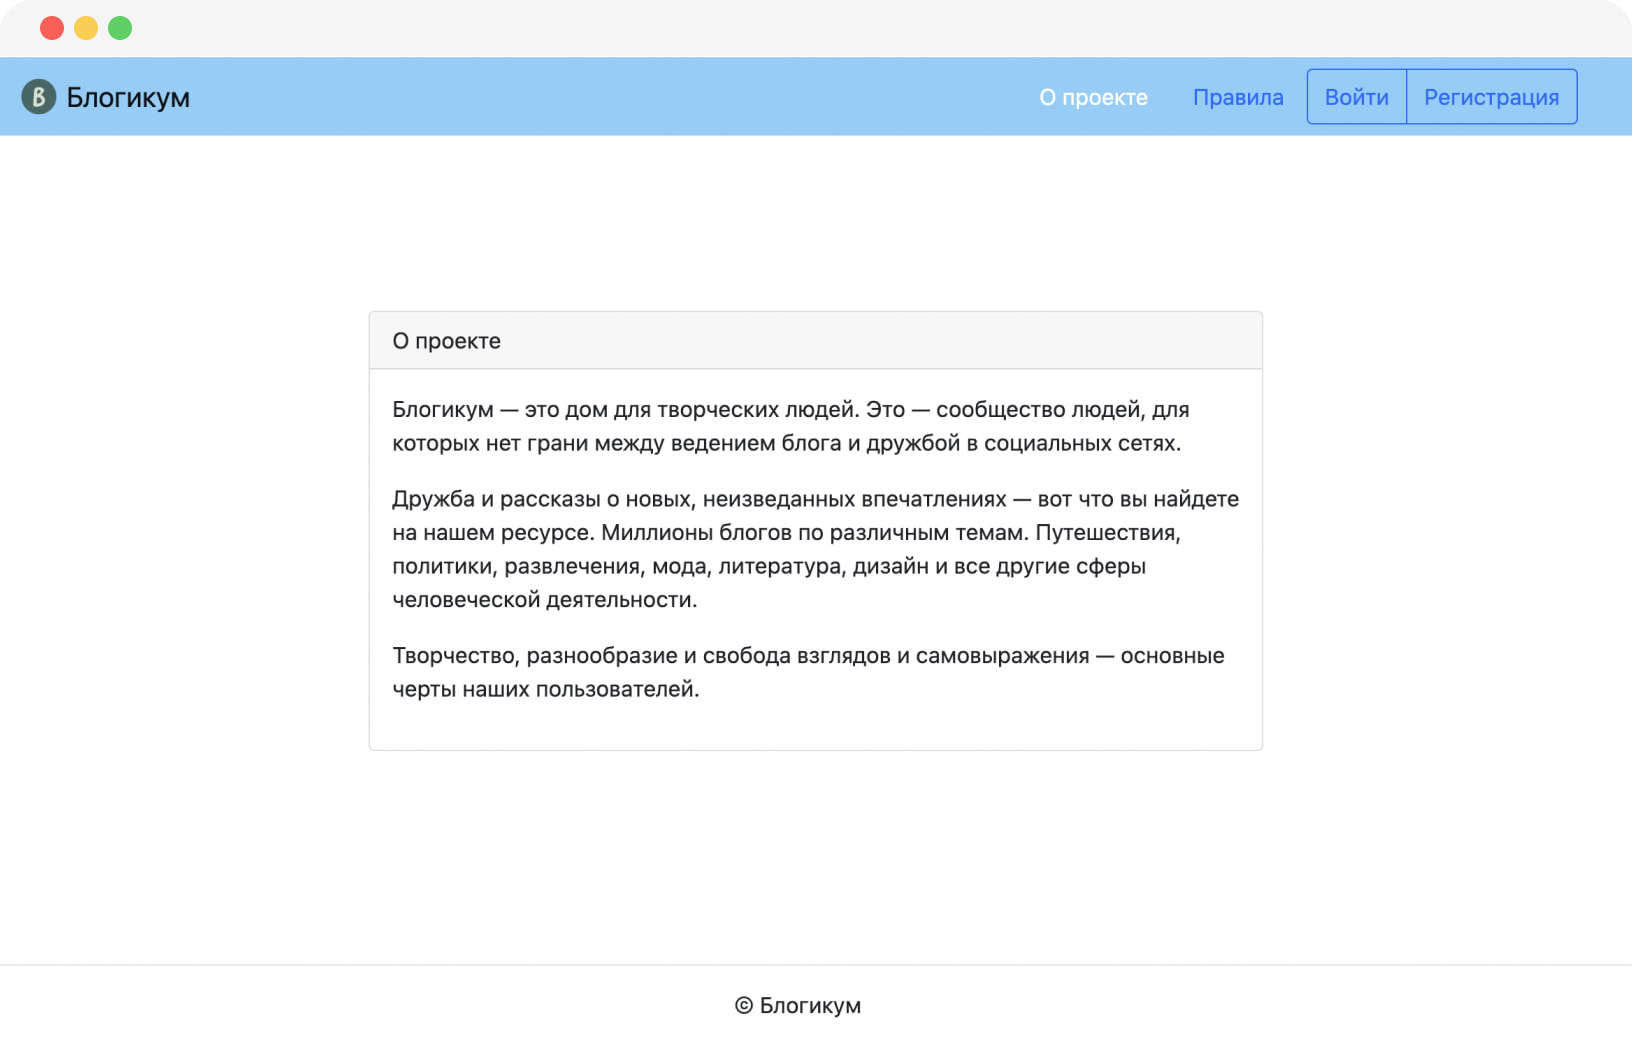 B Блогикум
О проекте Правила Войти Регистрация
О проекте
Блогикум — это дом для творческих людей. Это — сообщество людей, для
которых нет грани между ведением блога и дружбой в социальных сетях.
Дружба и рассказы о новых, неизведанных впечатлениях — вот что вы найдете
на нашем ресурсе. Миллионы блогов по различным темам. Путешествия,
политики, развлечения, мода, литература, дизайн и все другие сферы
человеческой деятельности.
Творчество, разнообразие и свобода взглядов и самовыражения — основные
черты наших пользователей.
© Блогикум